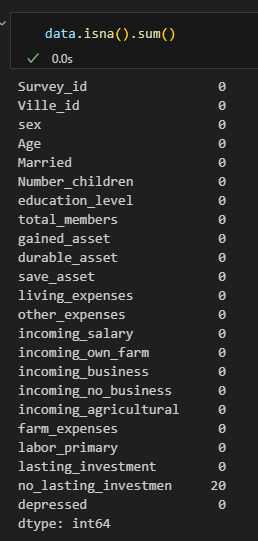 data.isna().sum()
0.0s
Survey_id 0
Ville_id 0
sex 0
Age 0
Married 0
Number_children 0
education_level 0
total_members 0
gained_asset 0
durable_asset 0
save_asset 0
living_expenses 0
other_expenses 0
incoming_salary 0
incoming_own_farm 0
incoming_business 0
incoming_no_business 0
incoming_agricultural 0
farm_expenses 0
labor_primary 0
lasting_investment 0
no_lasting_investmen 20
depressed 0
dtype: int64